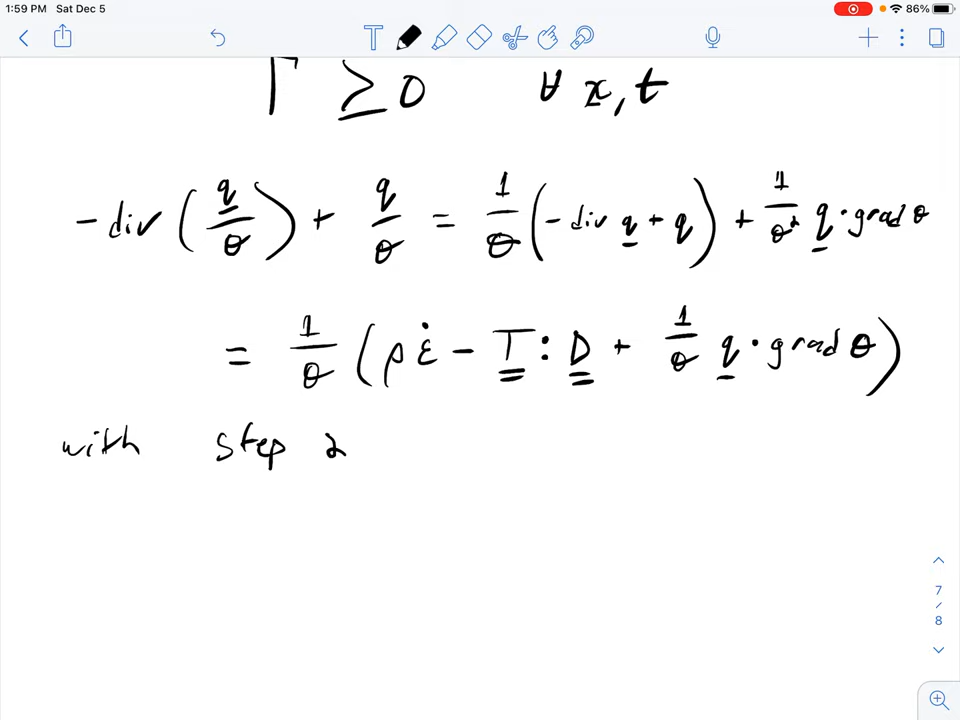 1:59 PM Sat Dec 5 86%
T
Γ ≥ 0 ∀ x, t
-div (q/θ) + q/θ = 1/θ (-div q + q) + 1/θ² q · grad θ
= 1/θ (ρε̇ - T : D + 1/θ q · grad θ)
with step 2
7
/
8